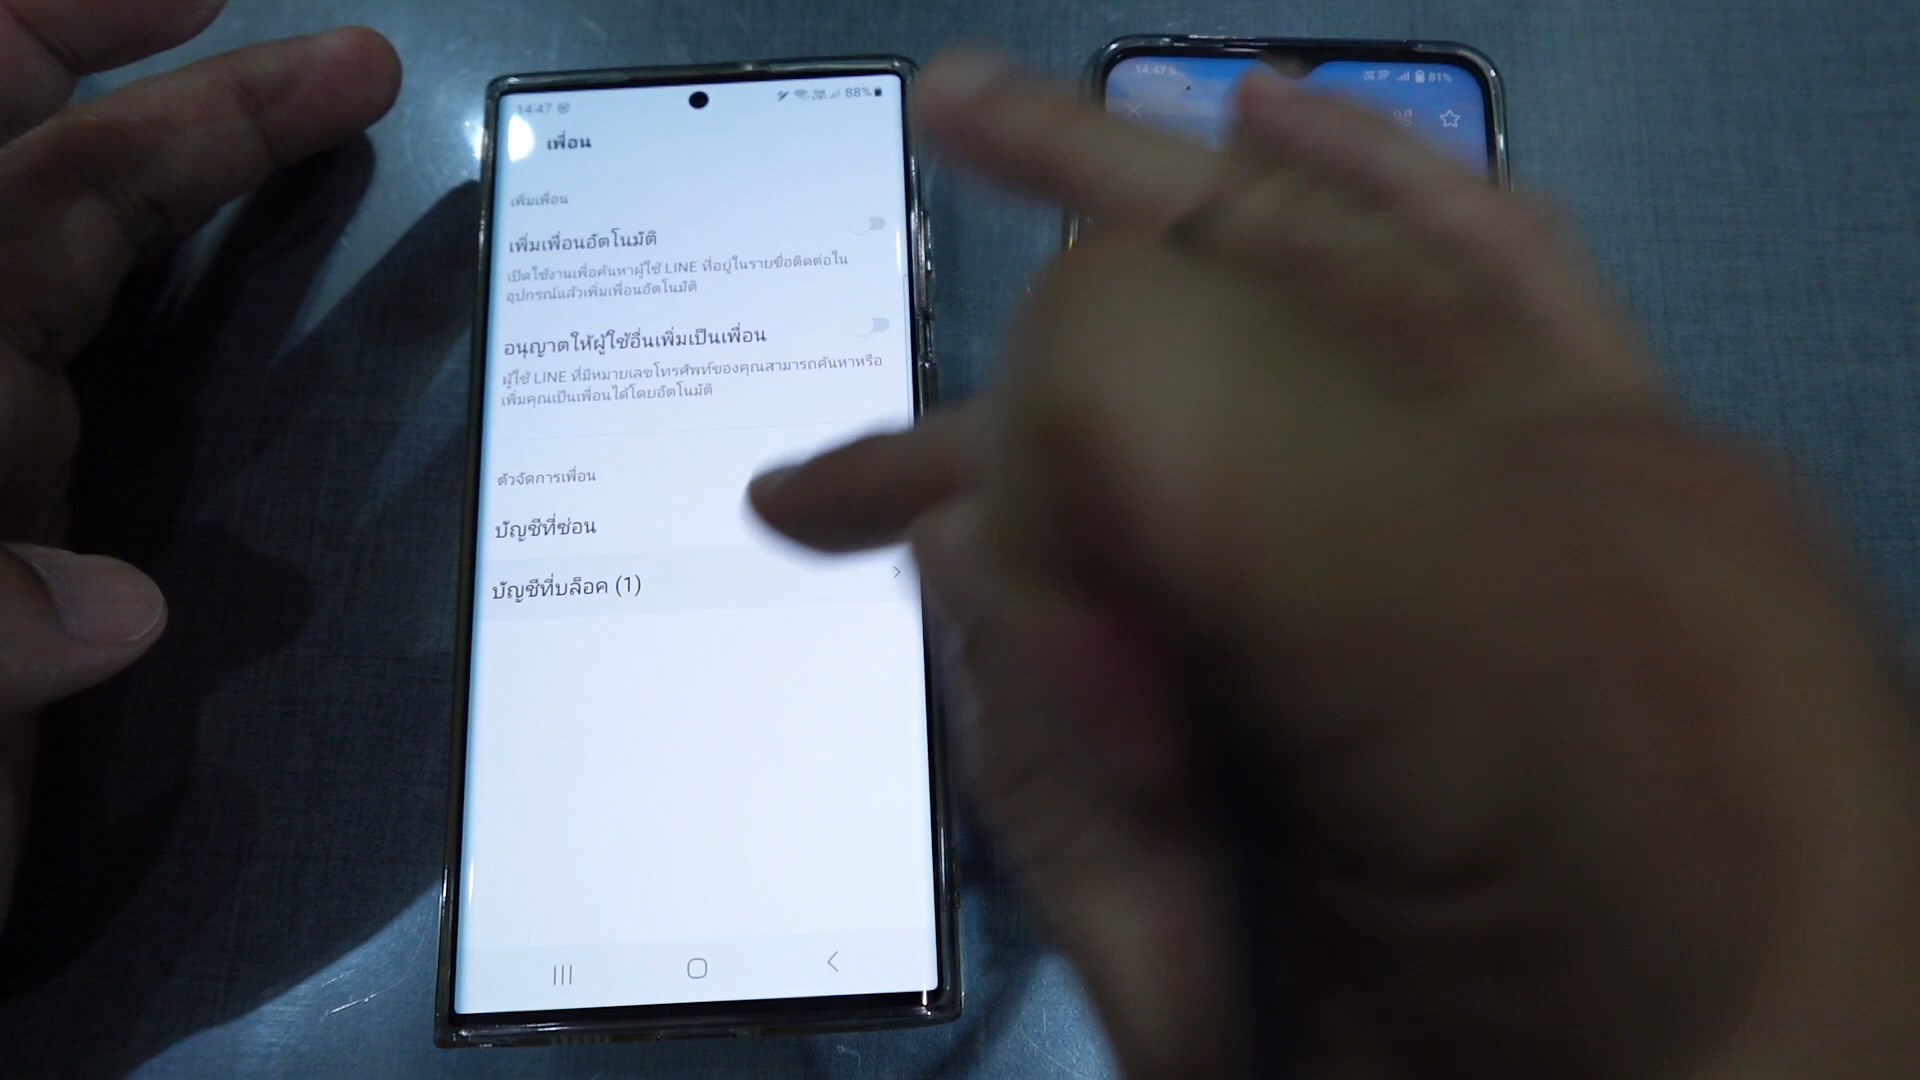 14:47
88%
เพื่อน
เพิ่มเพื่อน
เพิ่มเพื่อนอัตโนมัติ
เปิดใช้งานเพื่อค้นหาผู้ใช้ LINE ที่อยู่ในรายชื่อติดต่อใน
อุปกรณ์แล้วเพิ่มเพื่อนอัตโนมัติ
อนุญาตให้ผู้ใช้อื่นเพิ่มเป็นเพื่อน
ผู้ใช้ LINE ที่มีหมายเลขโทรศัพท์ของคุณสามารถค้นหาหรือ
เพิ่มคุณเป็นเพื่อนได้โดยอัตโนมัติ
ตัวจัดการเพื่อน
บัญชีที่ซ่อน
บัญชีที่บล็อค (1)
14:47 น.
81%